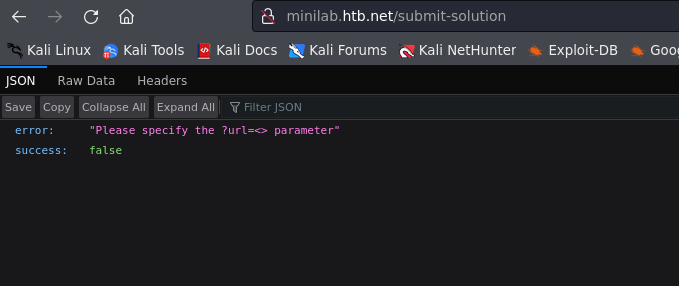 minilab.htb.net/submit-solution
Kali Linux Kali Tools Kali Docs Kali Forums Kali NetHunter Exploit-DB Goog
JSON Raw Data Headers
Save Copy Collapse All Expand All Filter JSON
error: "Please specify the ?url=<> parameter"
success: false